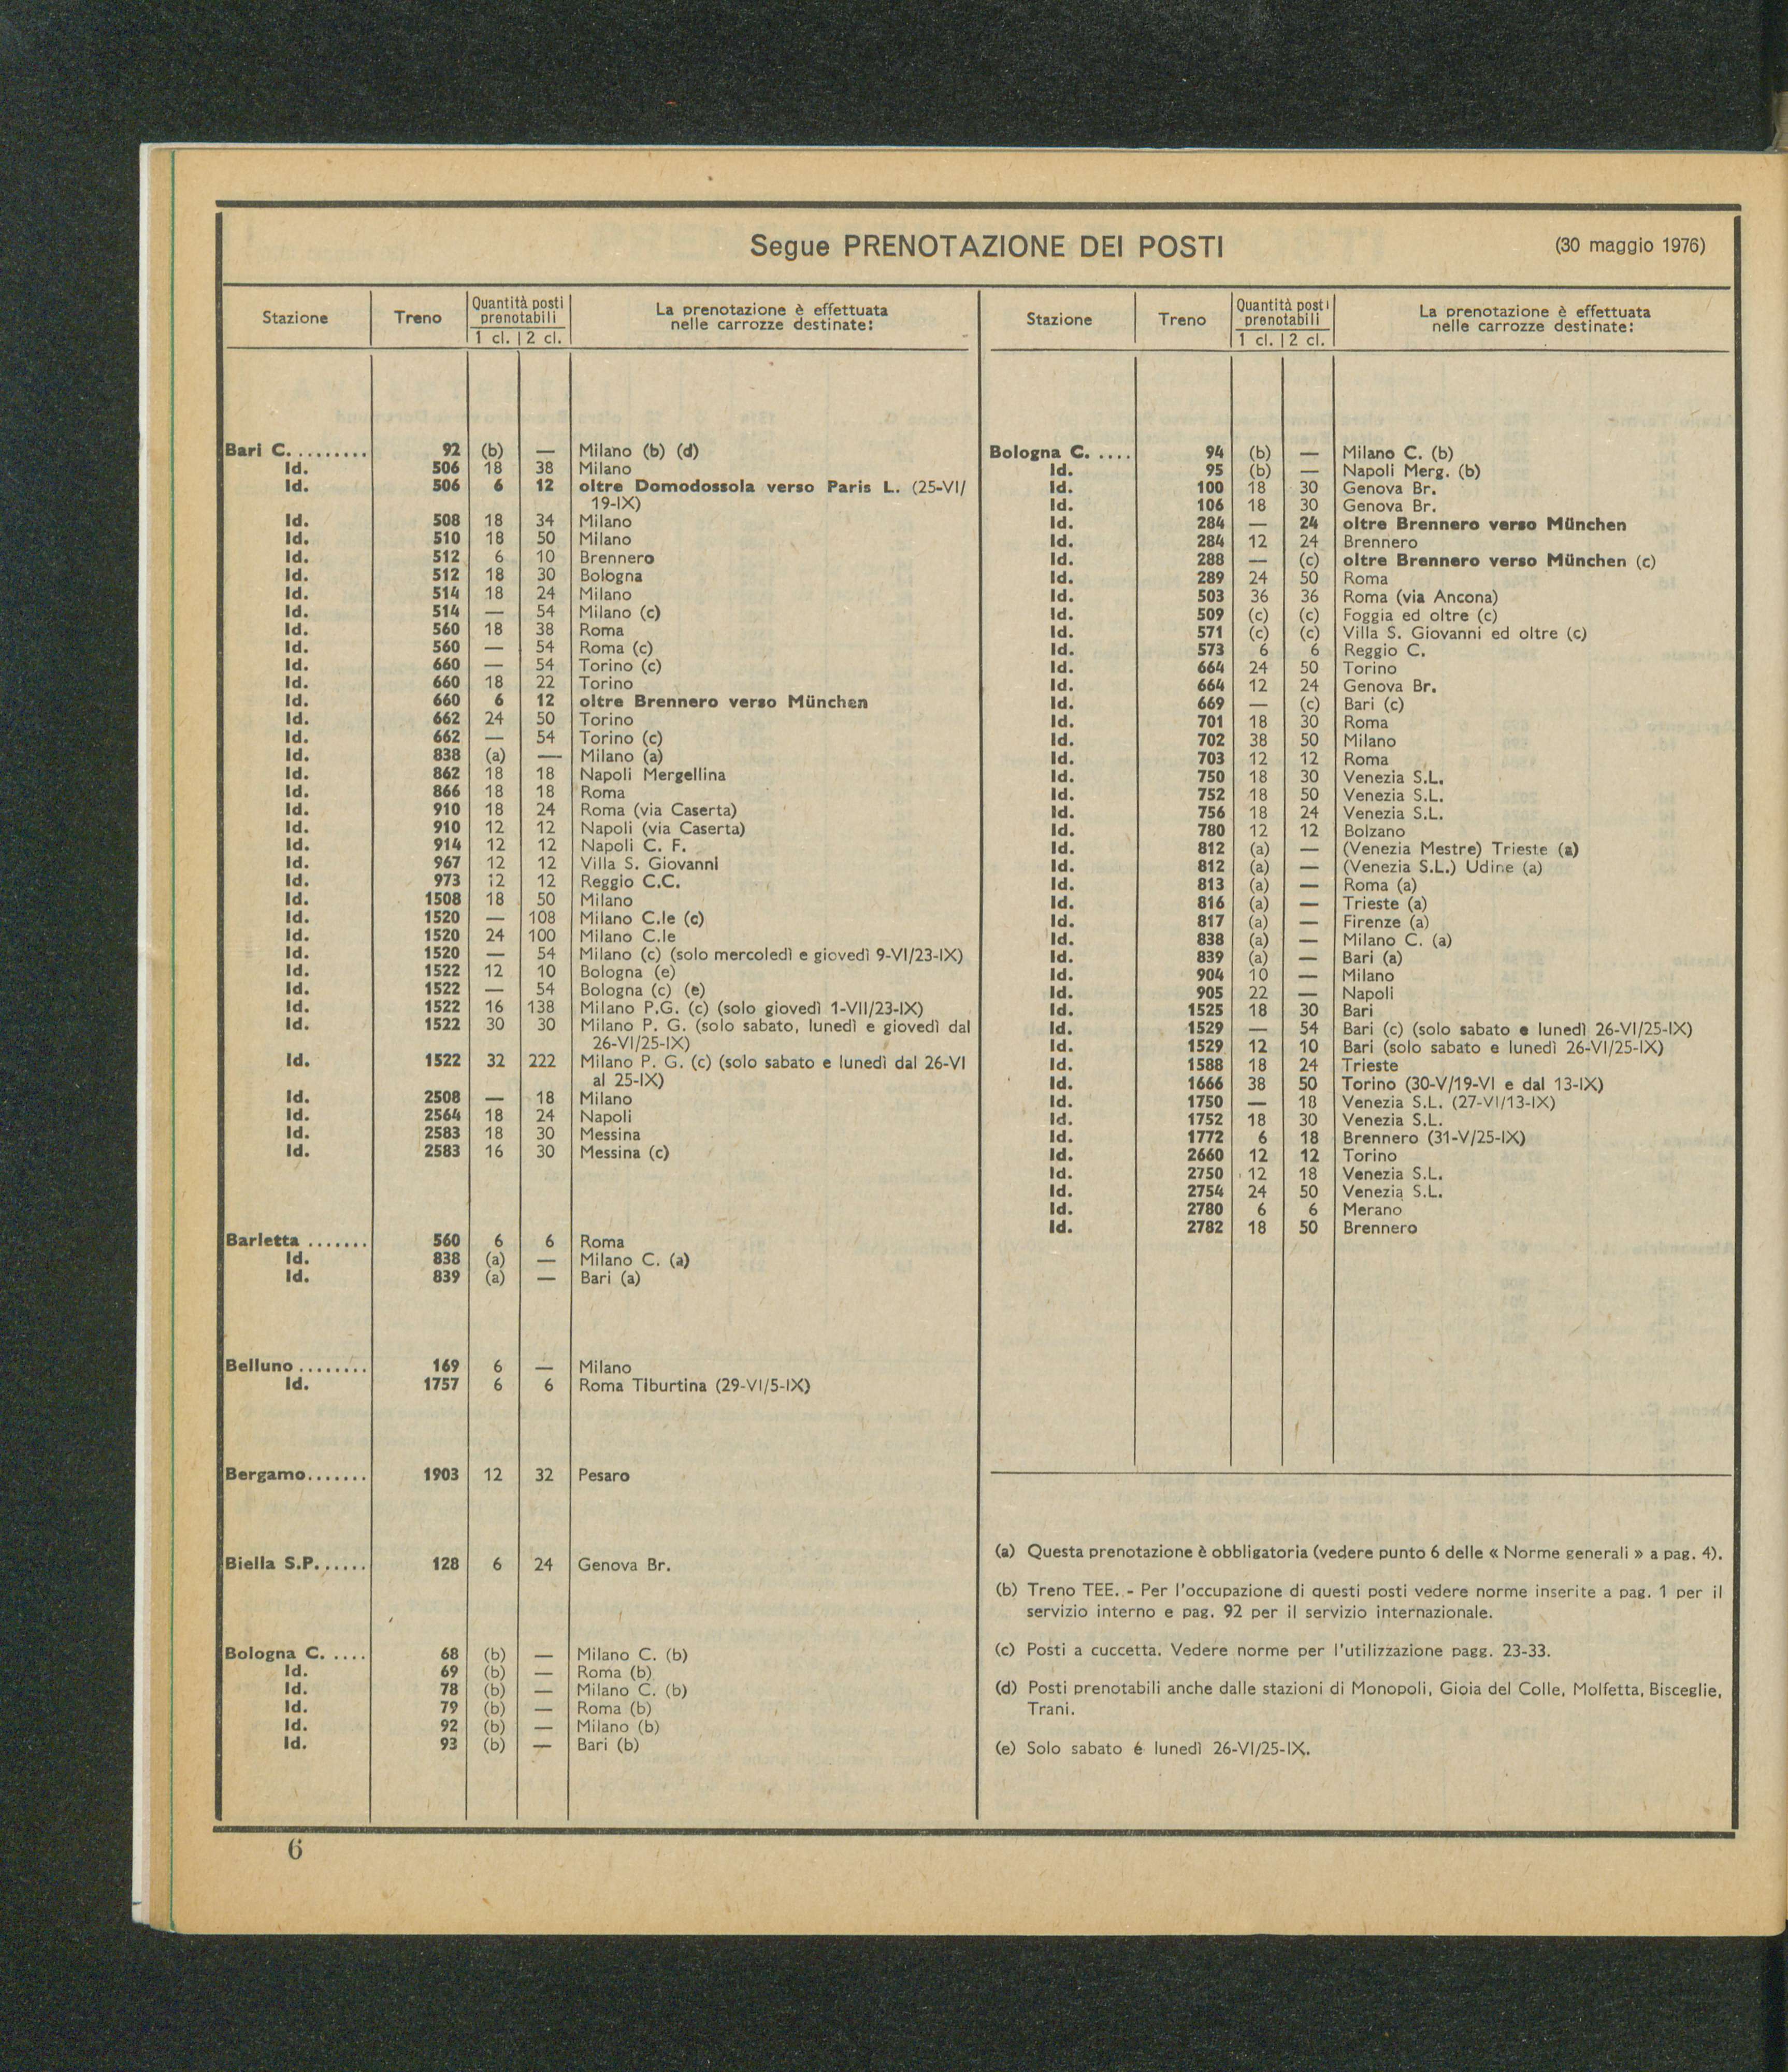 Segue PRENOTAZIONE DEI POSTI (30 maggio 1976)
Stazione Treno Quantità posti prenotabili 1 cl. 2 cl. La prenotazione è effettuata nelle carrozze destinate:
Bari C. ......... 92 (b) — Milano (b) (d)
Id. 506 18 38 Milano
Id. 506 6 12 oltre Domodossola verso Paris L. (25-VI/
19-IX)
Id. 508 18 34 Milano
Id. 510 18 50 Milano
Id. 512 6 10 Brennero
Id. 512 18 30 Bologna
Id. 514 18 24 Milano
Id. 514 — 54 Milano (c)
Id. 560 18 38 Roma
Id. 560 — 54 Roma (c)
Id. 660 — 54 Torino (c)
Id. 660 18 22 Torino
Id. 660 6 12 oltre Brennero verso München
Id. 662 24 50 Torino
Id. 662 — 54 Torino (c)
Id. 838 (a) — Milano (a)
Id. 862 18 18 Napoli Mergellina
Id. 866 18 18 Roma
Id. 910 18 24 Roma (via Caserta)
Id. 910 12 12 Napoli (via Caserta)
Id. 914 12 12 Napoli C. F.
Id. 967 12 12 Villa S. Giovanni
Id. 973 12 12 Reggio C.C.
Id. 1508 18 50 Milano
Id. 1520 — 108 Milano C.le (c)
Id. 1520 24 100 Milano C.le
Id. 1520 — 54 Milano (c) (solo mercoledì e giovedì 9-VI/23-IX)
Id. 1522 12 10 Bologna (e)
Id. 1522 — 54 Bologna (c) (e)
Id. 1522 16 138 Milano P.G. (c) (solo giovedì 1-VII/23-IX)
Id. 1522 30 30 Milano P. G. (solo sabato, lunedì e giovedì dal
26-VI/25-IX)
Id. 1522 32 222 Milano P. G. (c) (solo sabato e lunedì dal 26-VI
al 25-IX)
Id. 2508 — 18 Milano
Id. 2564 18 24 Napoli
Id. 2583 18 30 Messina
Id. 2583 16 30 Messina (c)
Barletta ....... 560 6 6 Roma
Id. 838 (a) — Milano C. (a)
Id. 839 (a) — Bari (a)
Belluno ........ 169 6 — Milano
Id. 1757 6 6 Roma Tiburtina (29-VI/5-IX)
Bergamo....... 1903 12 32 Pesaro
Biella S.P. ..... 128 6 24 Genova Br.
Bologna C. .... 68 (b) — Milano C. (b)
Id. 69 (b) — Roma (b)
Id. 78 (b) — Milano C. (b)
Id. 79 (b) — Roma (b)
Id. 92 (b) — Milano (b)
Id. 93 (b) — Bari (b)
Stazione Treno Quantità posti prenotabili 1 cl. 2 cl. La prenotazione è effettuata nelle carrozze destinate:
Bologna C. .... 94 (b) — Milano C. (b)
Id. 95 (b) — Napoli Merg. (b)
Id. 100 18 30 Genova Br.
Id. 106 18 30 Genova Br.
Id. 284 — 24 oltre Brennero verso München
Id. 284 12 24 Brennero
Id. 288 — (c) oltre Brennero verso München (c)
Id. 289 24 50 Roma
Id. 503 36 36 Roma (via Ancona)
Id. 509 (c) (c) Foggia ed oltre (c)
Id. 571 (c) (c) Villa S. Giovanni ed oltre (c)
Id. 573 6 6 Reggio C.
Id. 664 24 50 Torino
Id. 664 12 24 Genova Br.
Id. 669 — (c) Bari (c)
Id. 701 18 30 Roma
Id. 702 38 50 Milano
Id. 703 12 12 Roma
Id. 750 18 30 Venezia S.L.
Id. 752 18 50 Venezia S.L.
Id. 756 18 24 Venezia S.L.
Id. 780 12 12 Bolzano
Id. 812 (a) — (Venezia Mestre) Trieste (a)
Id. 812 (a) — (Venezia S.L.) Udine (a)
Id. 813 (a) — Roma (a)
Id. 816 (a) — Trieste (a)
Id. 817 (a) — Firenze (a)
Id. 838 (a) — Milano C. (a)
Id. 839 (a) — Bari (a)
Id. 904 10 — Milano
Id. 905 22 — Napoli
Id. 1525 18 30 Bari
Id. 1529 — 54 Bari (c) (solo sabato e lunedì 26-VI/25-IX)
Id. 1529 12 10 Bari (solo sabato e lunedì 26-VI/25-IX)
Id. 1588 18 24 Trieste
Id. 1666 38 50 Torino (30-V/19-VI e dal 13-IX)
Id. 1750 — 18 Venezia S.L. (27-VI/13-IX)
Id. 1752 18 30 Venezia S.L.
Id. 1772 6 18 Brennero (31-V/25-IX)
Id. 2660 12 12 Torino
Id. 2750 12 18 Venezia S.L.
Id. 2754 24 50 Venezia S.L.
Id. 2780 6 6 Merano
Id. 2782 18 50 Brennero
(a) Questa prenotazione è obbligatoria (vedere punto 6 delle « Norme generali » a pag. 4).
(b) Treno TEE. - Per l'occupazione di questi posti vedere norme inserite a pag. 1 per il
servizio interno e pag. 92 per il servizio internazionale.
(c) Posti a cuccetta. Vedere norme per l'utilizzazione pagg. 23-33.
(d) Posti prenotabili anche dalle stazioni di Monopoli, Gioia del Colle, Molfetta, Bisceglie,
Trani.
(e) Solo sabato é lunedì 26-VI/25-IX.
6